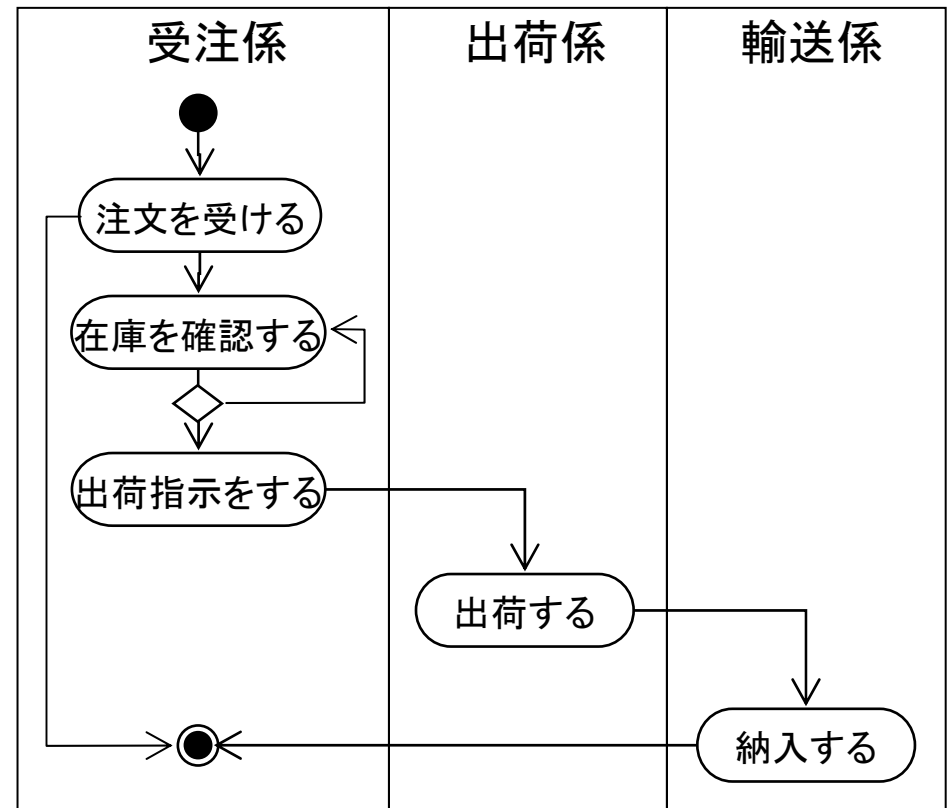 受注係
出荷係
輸送係
注文を受ける
在庫を確認する
出荷指示をする
出荷する
納入する